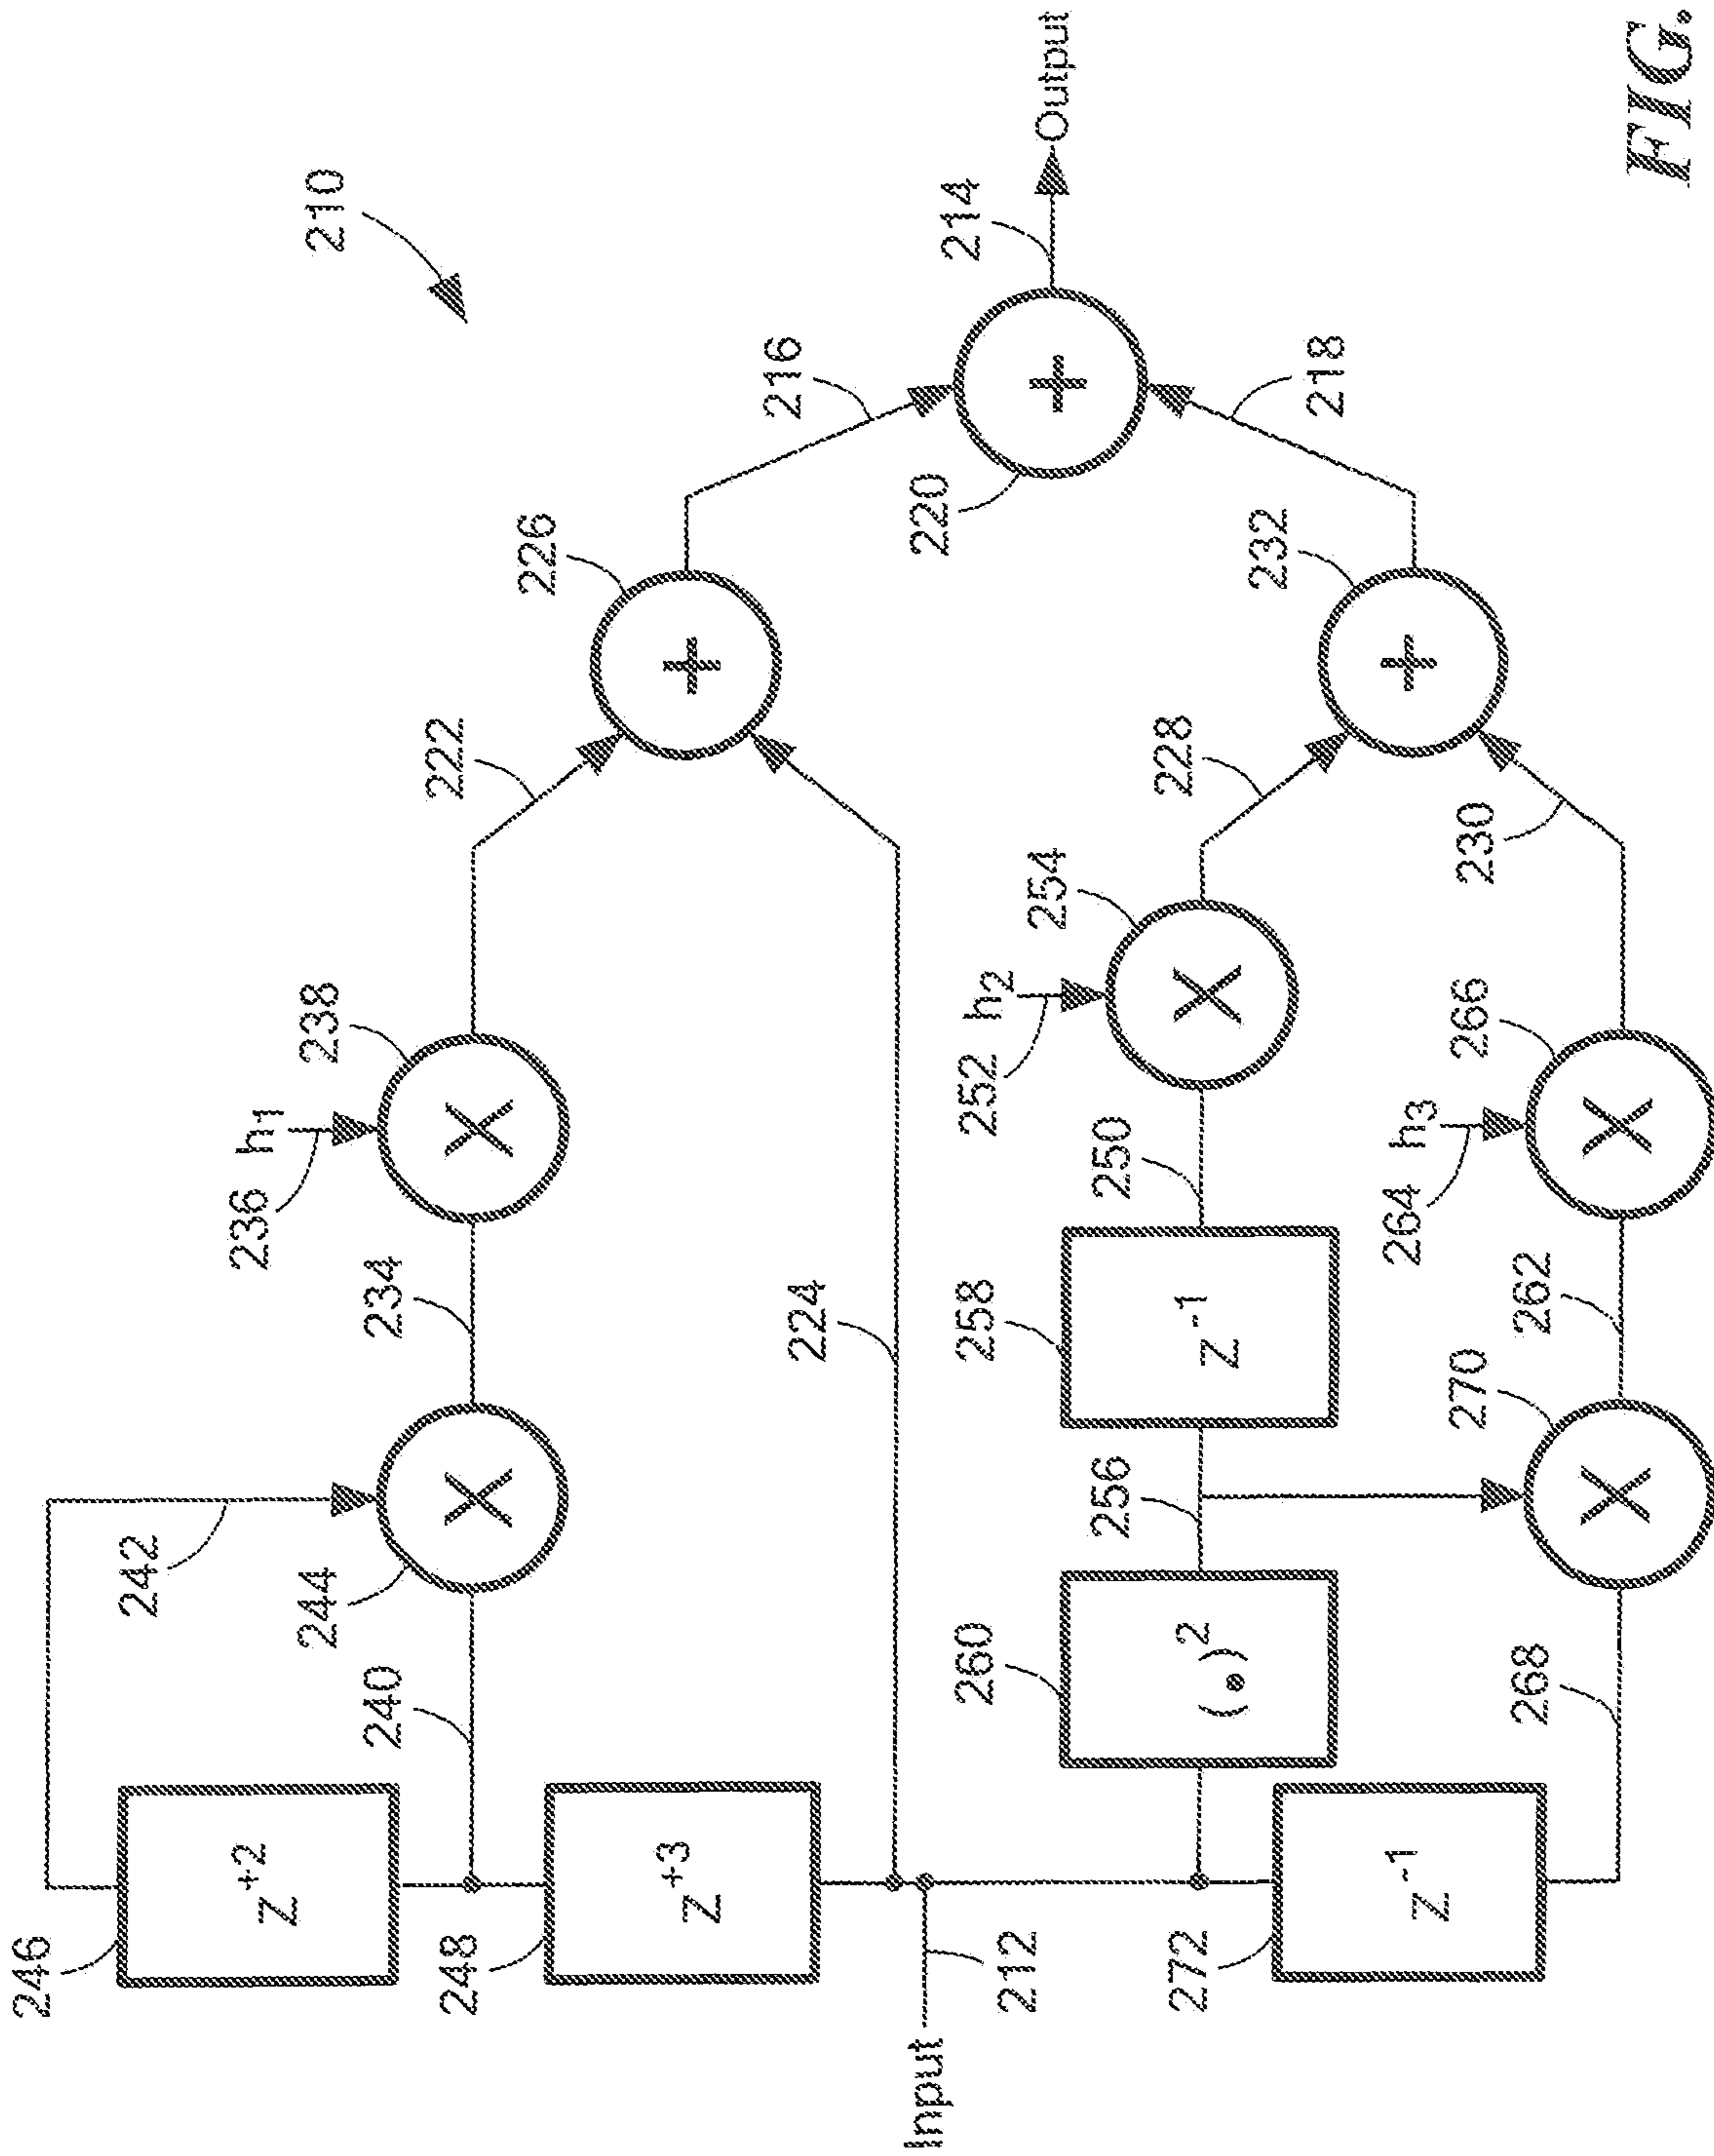 210
246
Z+2
242
248
Z+3
240
244
X
234
236
h1
238
X
222
226
+
216
Input
212
224
220
+
214
Output
272
Z-1
260
(•)2
256
258
Z-1
250
252
h2
254
X
228
232
+
218
268
270
X
262
264
h3
266
X
230
FIG.